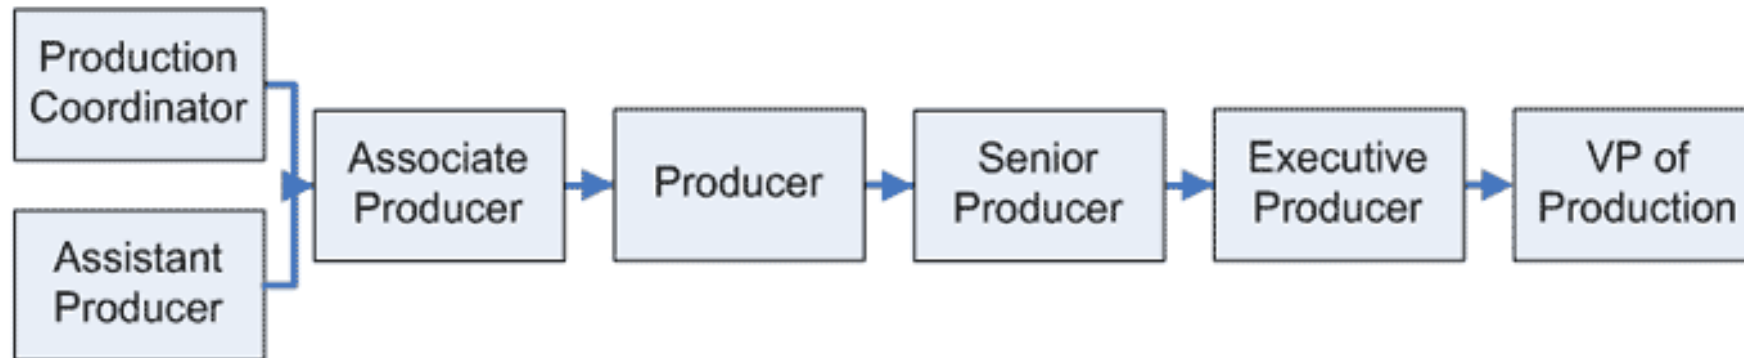 Production
Coordinator
Assistant
Producer
Associate
Producer
Producer
Senior
Producer
Executive
Producer
VP of
Production